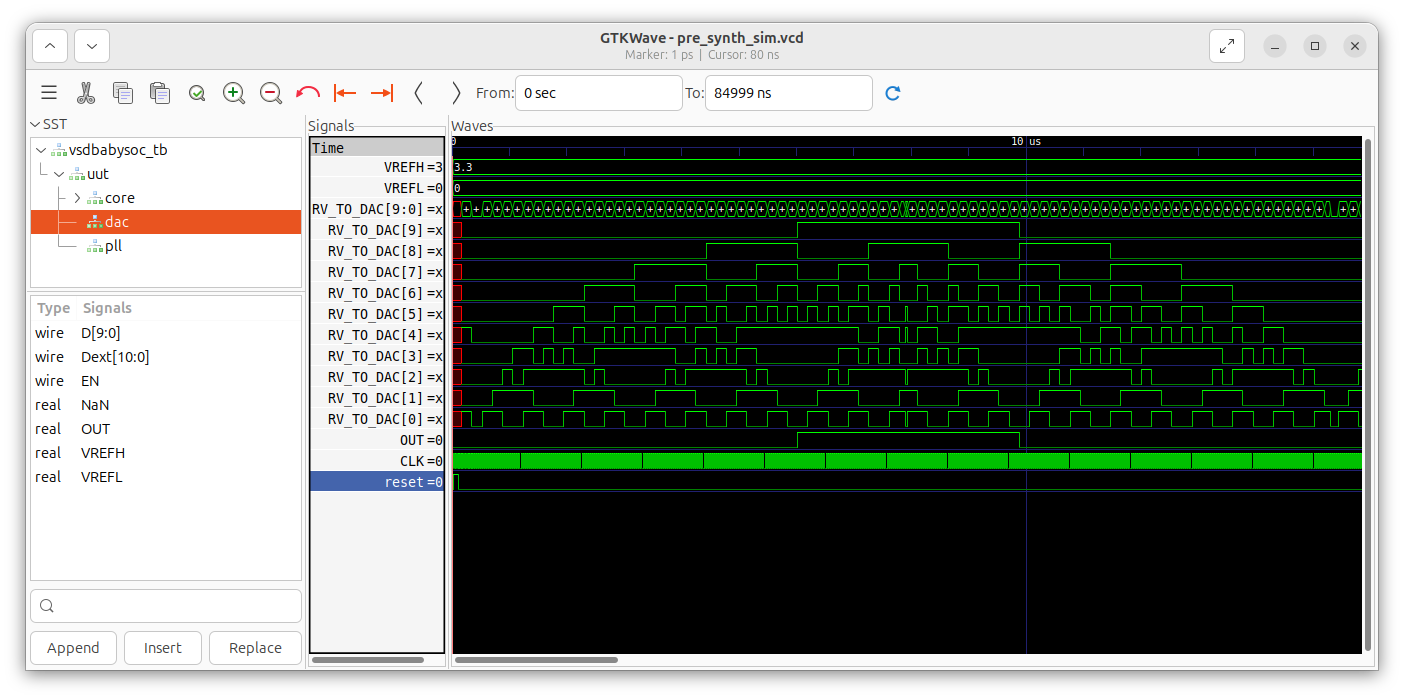 GTKWave - pre_synth_sim.vcd
Marker: 1 ps | Cursor: 80 ns
From: 0 sec To: 84999 ns
SST
vsdbabysoc_tb
uut
core
dac
pll
Type Signals
wire D[9:0]
wire Dext[10:0]
wire EN
real NaN
real OUT
real VREFH
real VREFL
Append Insert Replace
Signals
Time
VREFH =3
VREFL =0
RV_TO_DAC[9:0] =x
RV_TO_DAC[9] =x
RV_TO_DAC[8] =x
RV_TO_DAC[7] =x
RV_TO_DAC[6] =x
RV_TO_DAC[5] =x
RV_TO_DAC[4] =x
RV_TO_DAC[3] =x
RV_TO_DAC[2] =x
RV_TO_DAC[1] =x
RV_TO_DAC[0] =x
OUT =0
CLK =0
reset =0
Waves
0 10 us
3.3
0